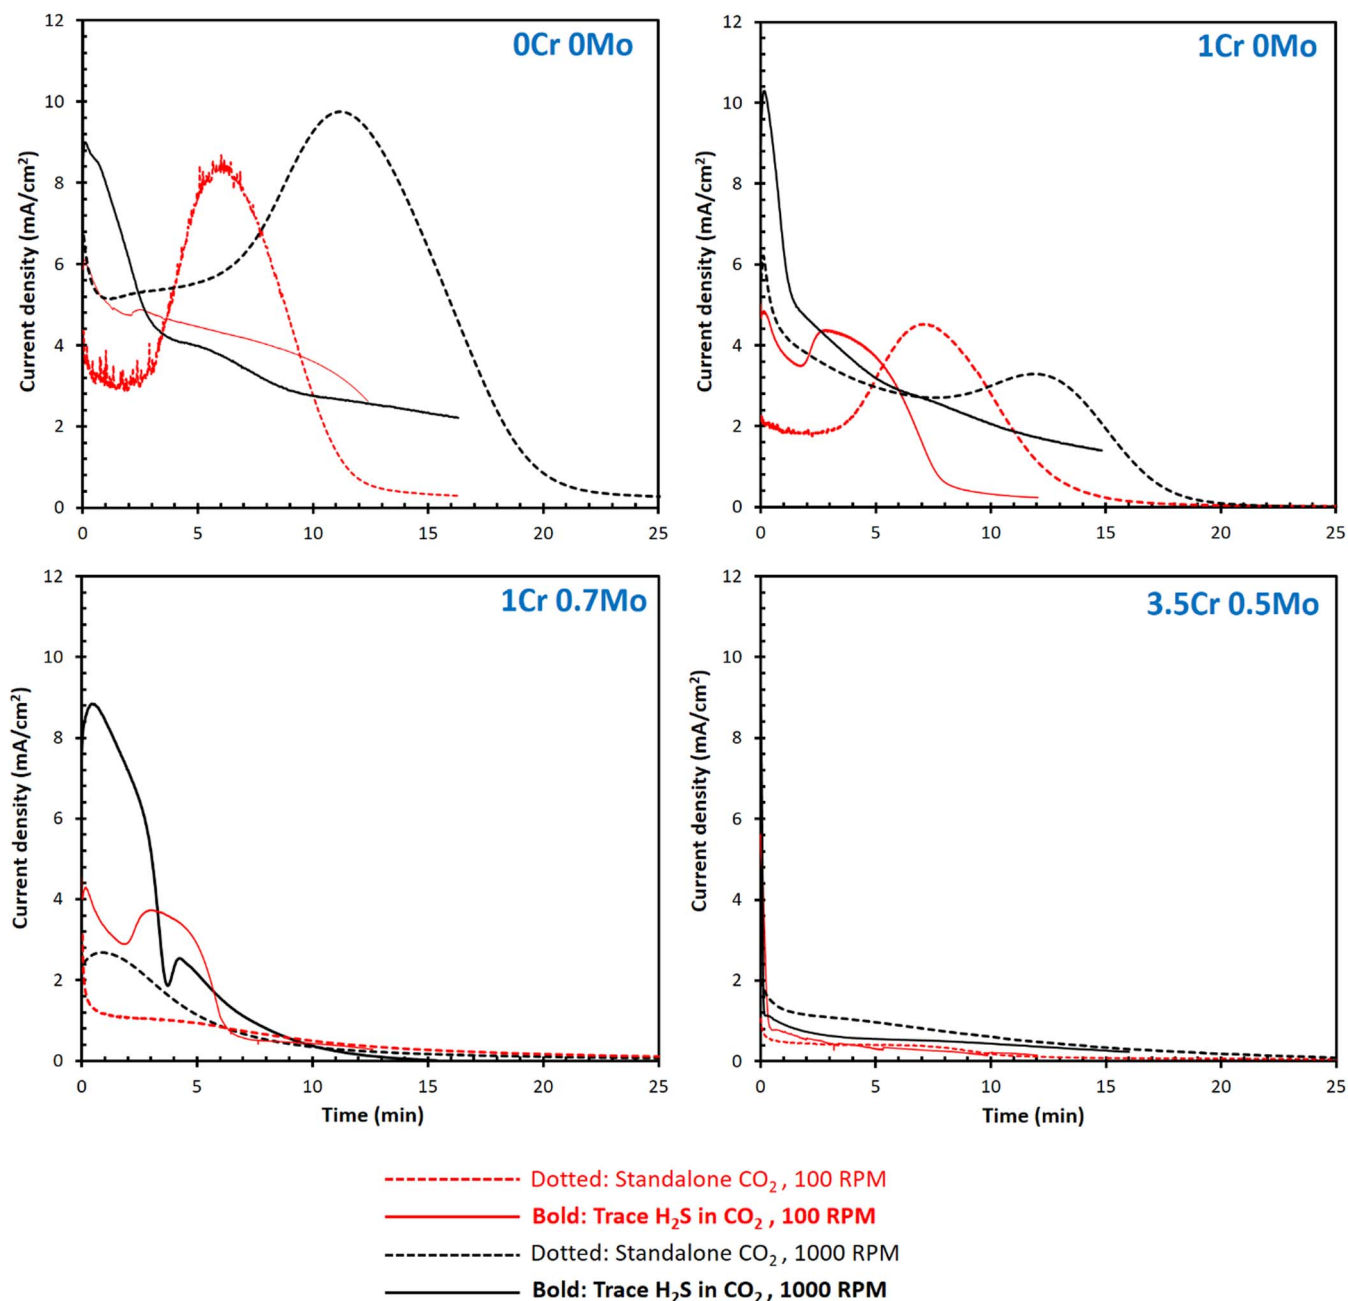 0Cr 0Mo
Current density (mA/cm²)
12
10
8
6
4
2
0
0 5 10 15 20 25
1Cr 0Mo
Current density (mA/cm²)
12
10
8
6
4
2
0
0 5 10 15 20 25
1Cr 0.7Mo
Current density (mA/cm²)
12
10
8
6
4
2
0
0 5 10 15 20 25
Time (min)
3.5Cr 0.5Mo
Current density (mA/cm²)
12
10
8
6
4
2
0
0 5 10 15 20 25
Time (min)
Dotted: Standalone CO₂ , 100 RPM
Bold: Trace H₂S in CO₂ , 100 RPM
Dotted: Standalone CO₂ , 1000 RPM
Bold: Trace H₂S in CO₂ , 1000 RPM